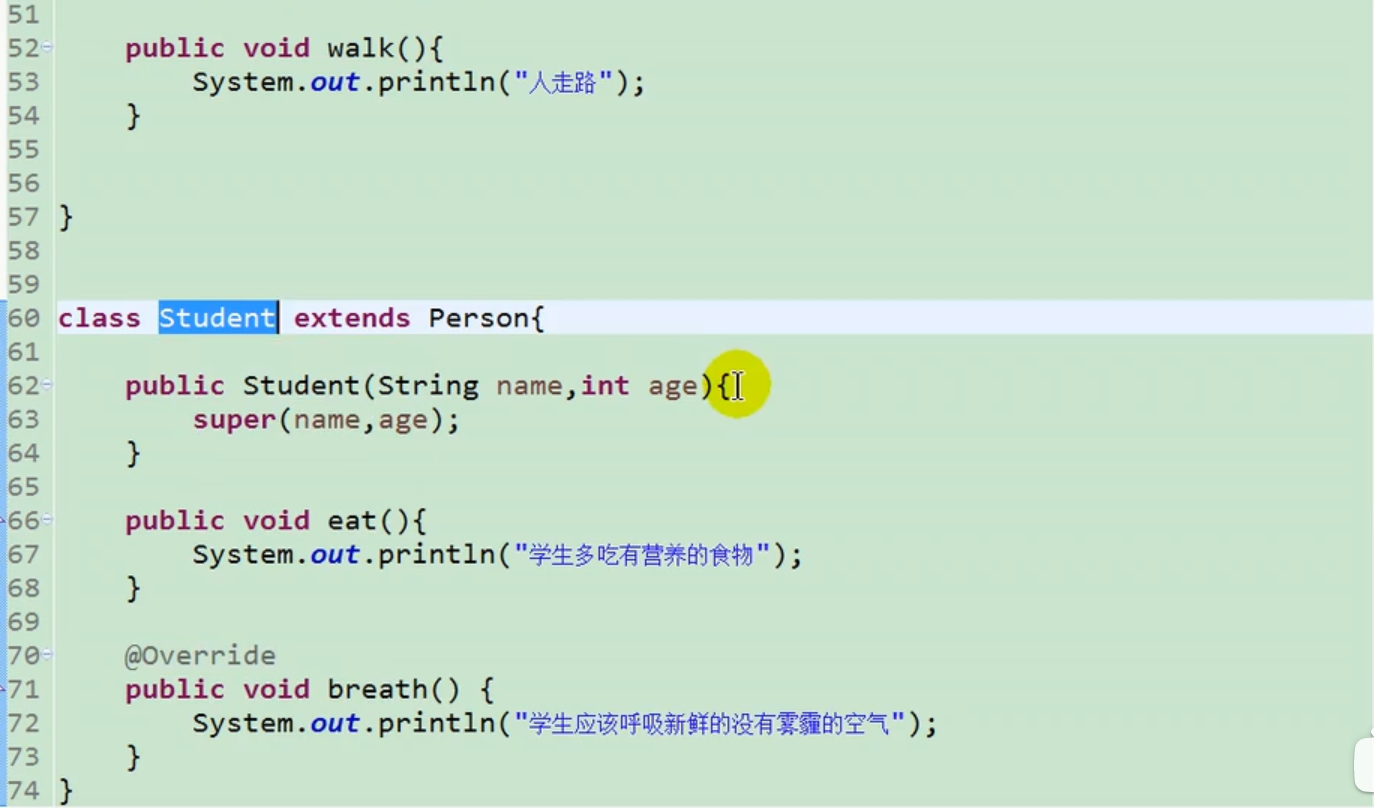 51
52 public void walk(){
53 System.out.println("人走路");
54 }
55
56
57 }
58
59
60 class Student extends Person{
61
62 public Student(String name,int age){
63 super(name,age);
64 }
65
66 public void eat(){
67 System.out.println("学生多吃有营养的食物");
68 }
69
70 @Override
71 public void breath() {
72 System.out.println("学生应该呼吸新鲜的没有雾霾的空气");
73 }
74 }